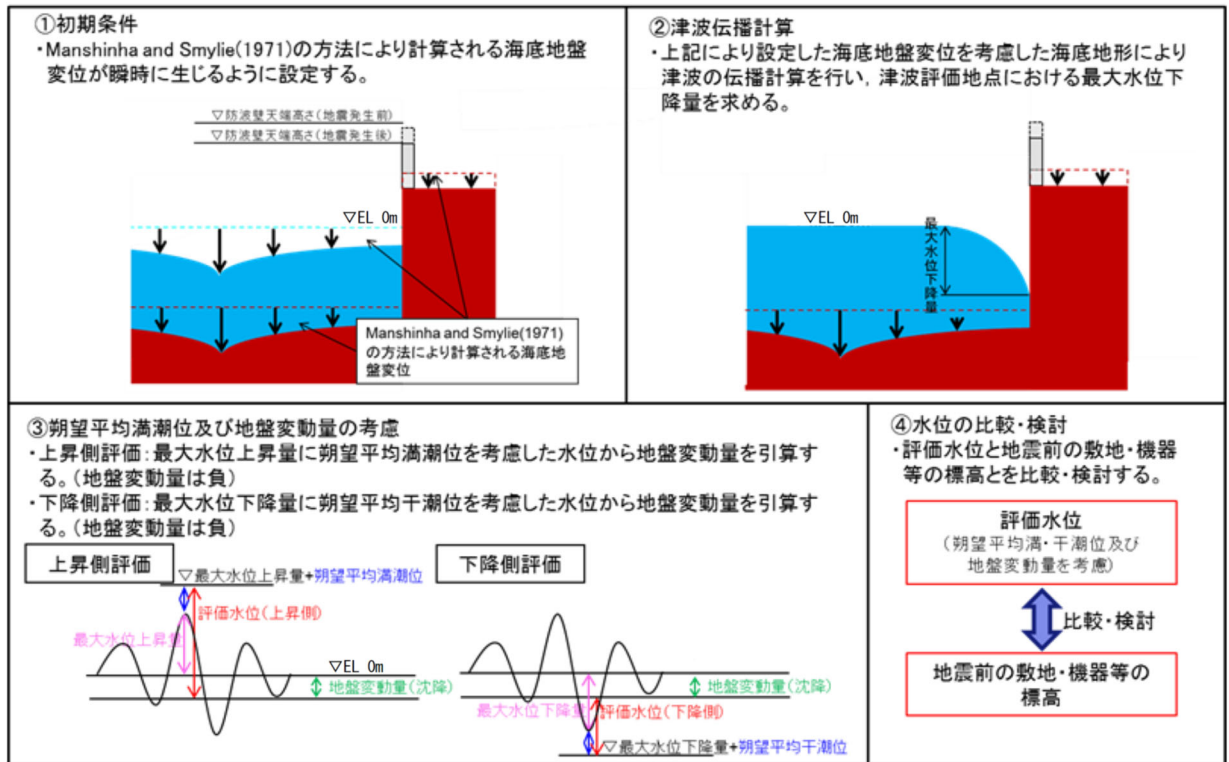 ①初期条件
・Manshinha and Smylie(1971)の方法により計算される海底地盤
変位が瞬時に生じるように設定する。
▽防波壁天端高さ(地震発生前)
▽防波壁天端高さ(地震発生後)
▽EL 0m
Manshinha and Smylie(1971)
の方法により計算される海底地
盤変位
②津波伝播計算
・上記により設定した海底地盤変位を考慮した海底地形により
津波の伝播計算を行い，津波評価地点における最大水位下
降量を求める。
▽EL 0m
最大水位下降量
③朔望平均満潮位及び地盤変動量の考慮
・上昇側評価：最大水位上昇量に朔望平均満潮位を考慮した水位から地盤変動量を引算す
る。(地盤変動量は負)
・下降側評価：最大水位下降量に朔望平均干潮位を考慮した水位から地盤変動量を引算す
る。(地盤変動量は負)
上昇側評価
▽最大水位上昇量+朔望平均満潮位
評価水位(上昇側)
最大水位上昇量
▽EL 0m
地盤変動量(沈降)
下降側評価
地盤変動量(沈降)
最大水位下降量
評価水位(下降側)
▽最大水位下降量+朔望平均干潮位
④水位の比較・検討
・評価水位と地震前の敷地・機器
等の標高とを比較・検討する。
評価水位
(朔望平均満・干潮位及び
地盤変動量を考慮)
比較・検討
地震前の敷地・機器等の
標高